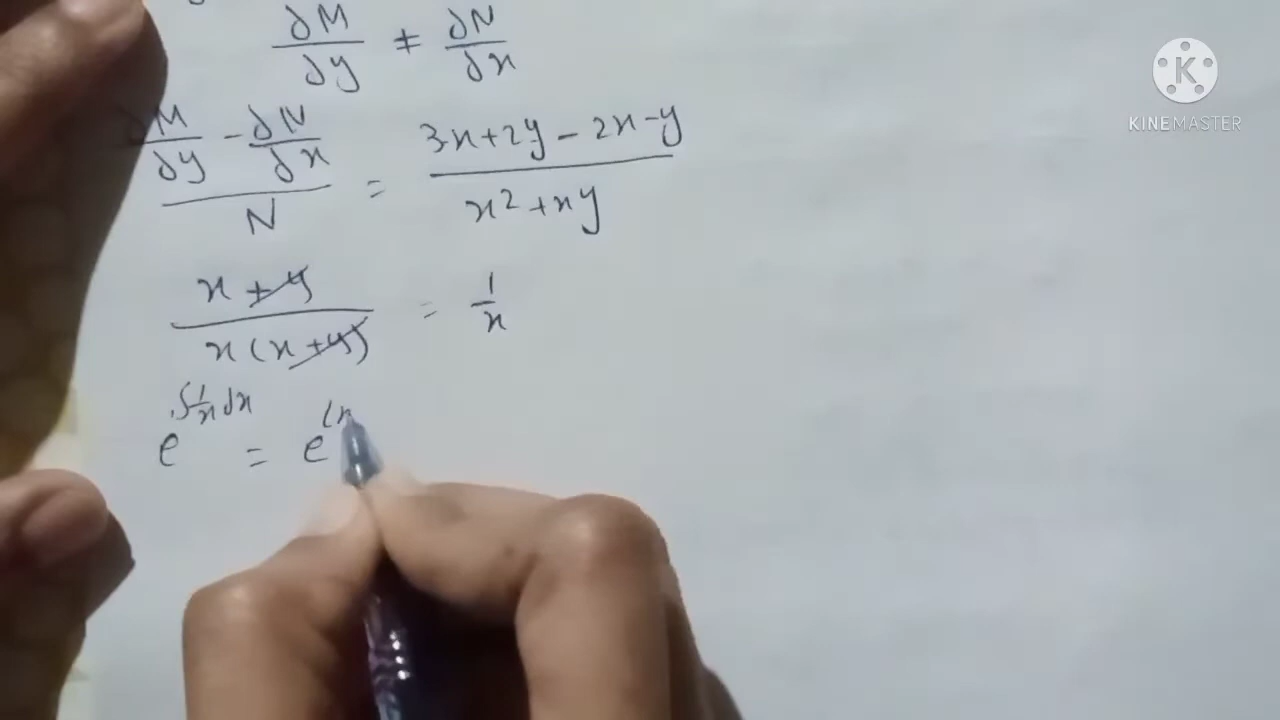 ∂M/∂y ≠ ∂N/∂x
(∂M/∂y - ∂N/∂x)/N = (3x+2y-2x-y)/(x²+xy)
(x+y)/(x(x+y)) = 1/x
e^(∫1/x dx) = e^(ln
K
KINEMASTER